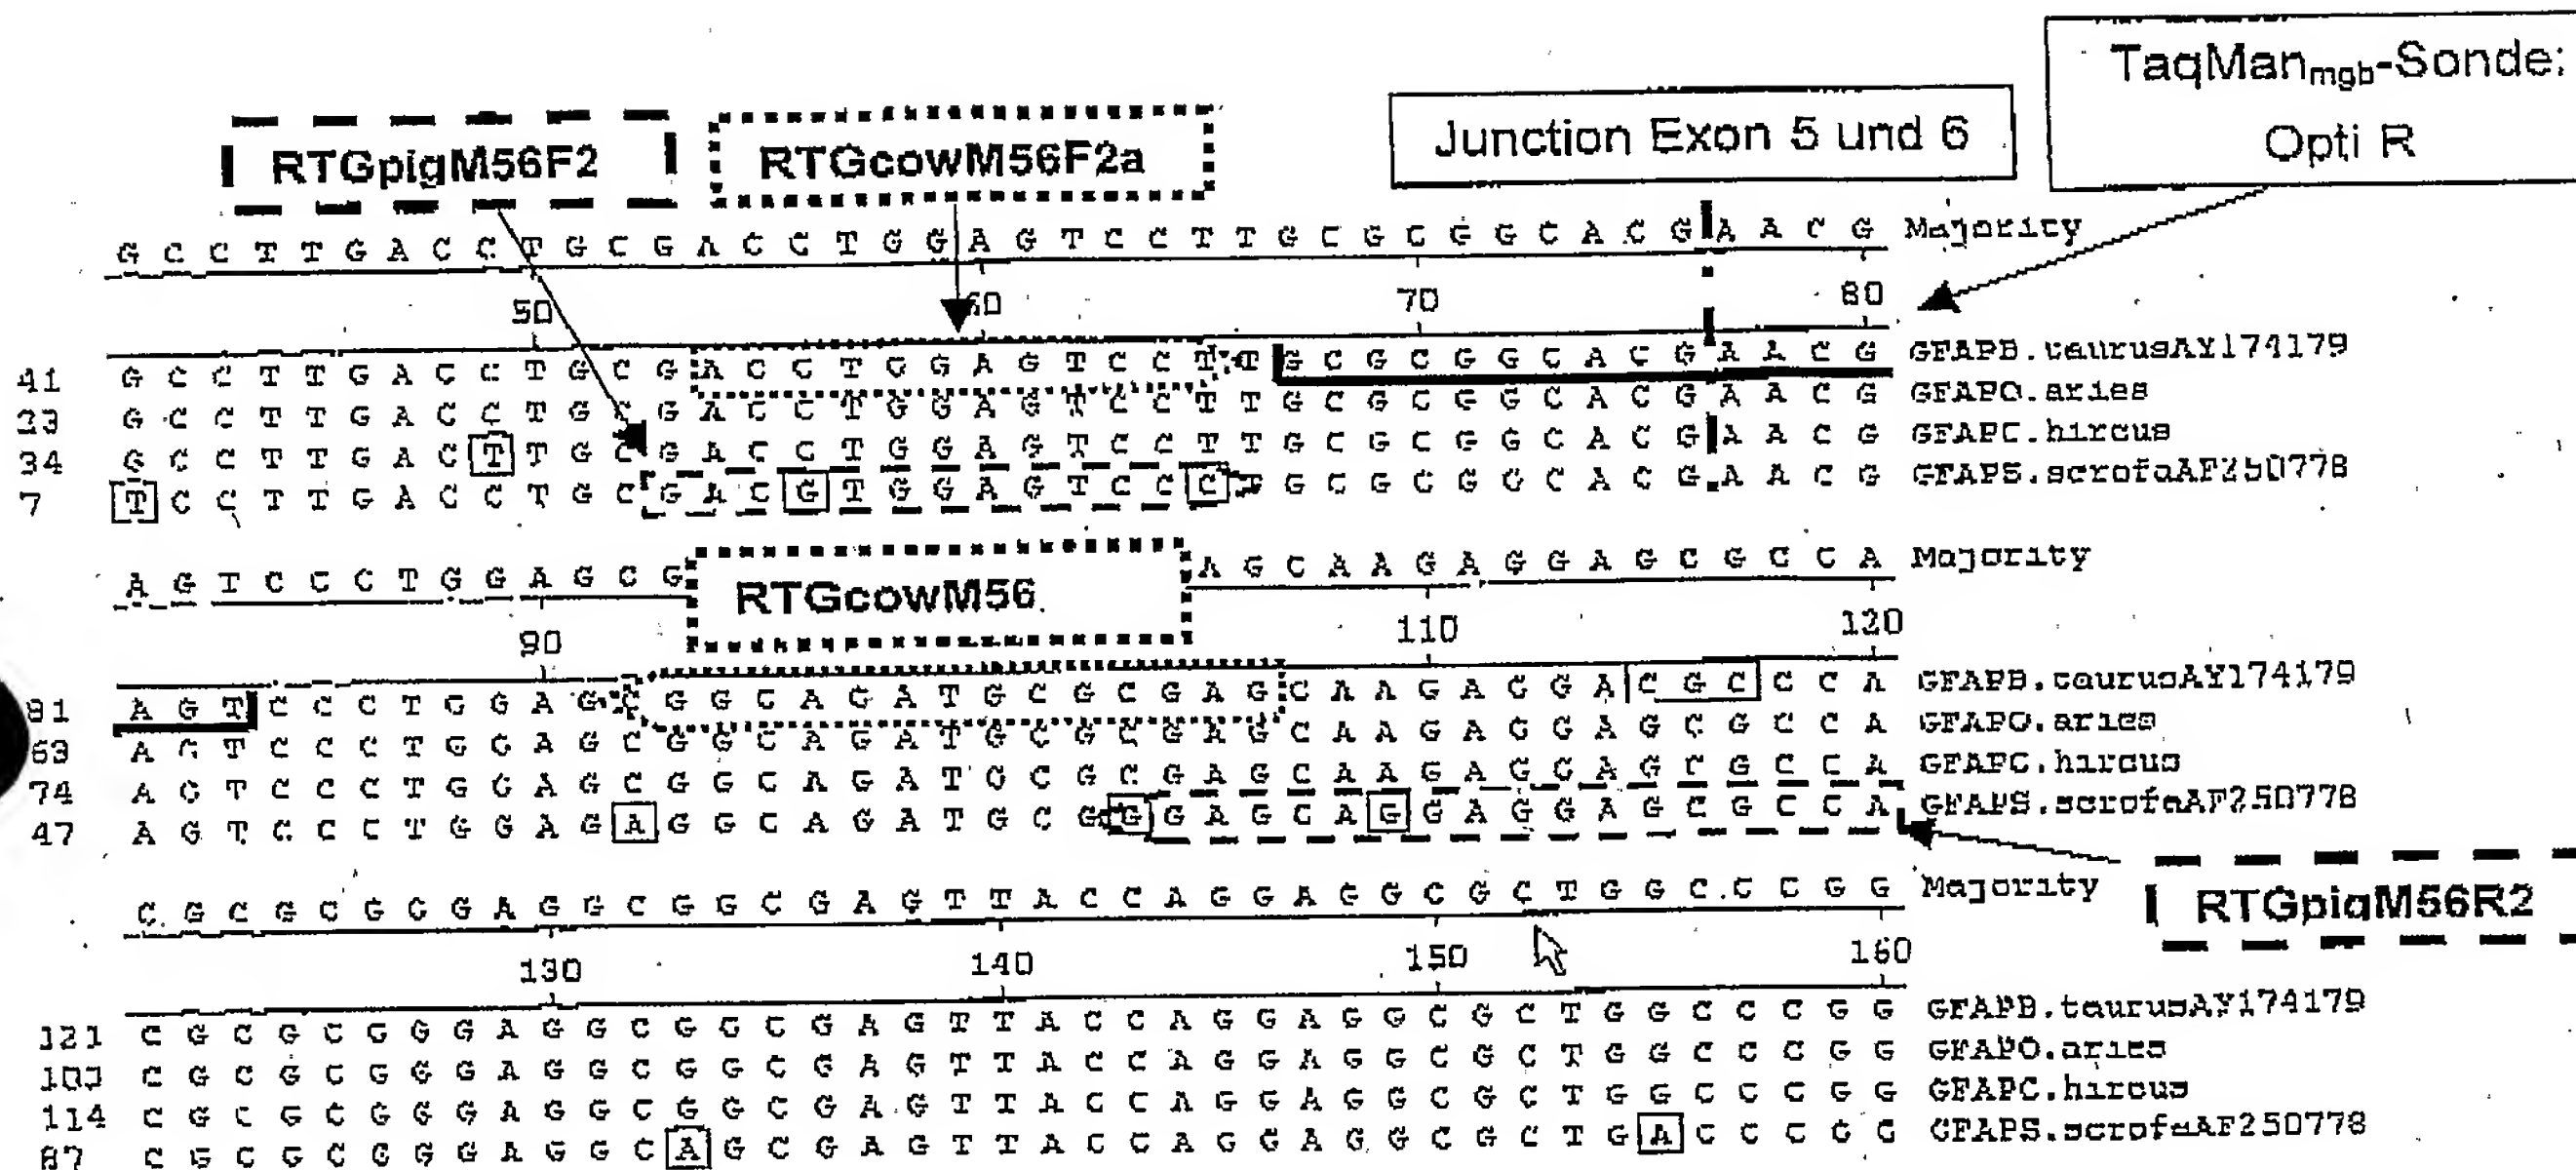 TaqManmgb-Sonde:
Opti R
Junction Exon 5 und 6
RTGpigM56F2
RTGcowM56F2a
G C C T T G A C C T G C G A C C T G G A G T C C T T G C G C G G C A C G A A C G Majority
50 60 70 80
41 G C C T T G A C C T G C G A C C T G G A G T C C T T G C G C G G C A C G A A C G GFAPB.taurusAY174179
23 G C C T T G A C C T G C G A C C T G G A G T C C T T G C G C G G C A C G A A C G GFAPO.aries
34 G C C T T G A C T T G C G A C C T G G A G T C C T T G C G C G G C A C G A A C G GFAPC.hircus
7 T C C T T G A C C T G C G A C G T G G A G T C C C T G C G C G G C A C G A A C G GFAPS.scrofaAF250778
A G T C C C T G G A G C G RTGcowM56 A G C A A G A G G A G C G C C A Majority
90 110 120
81 A G T C C C T G G A G C G G C A G A T G C G C G A G C A A G A C G A C G C C C A GFAPB.taurusAY174179
63 A G T C C C T G G A G C G G C A G A T G C G C G A G C A A G A G G A G C G C C A GFAPO.aries
74 A G T C C C T G G A G C G G C A G A T G C G C G A G C A A G A G G A G C G C C A GFAPC.hircus
47 A G T C C C T G G A G A G G C A G A T G C G G G A G C A G G A G G A G C G C C A GFAPS.scrofaAF250778
C G C G C G G G A G G C G G C G A G T T A C C A G G A G G C G C T G G C C C G G Majority
RTGpigM56R2
130 140 150 160
121 C G C G C G G G A G G C G G C G A G T T A C C A G G A G G C G C T G G C C C G G GFAPB.taurusAY174179
103 C G C G C G G G A G G C G G C G A G T T A C C A G G A G G C G C T G G C C C G G GFAPO.aries
114 C G C G C G G G A G G C G G C G A G T T A C C A G G A G G C G C T G G C C C G G GFAPC.hircus
87 C G C G C G G G A G G C A G C G A G T T A C C A G G A G G C G C T G A C C C G G GFAPS.scrofaAF250778